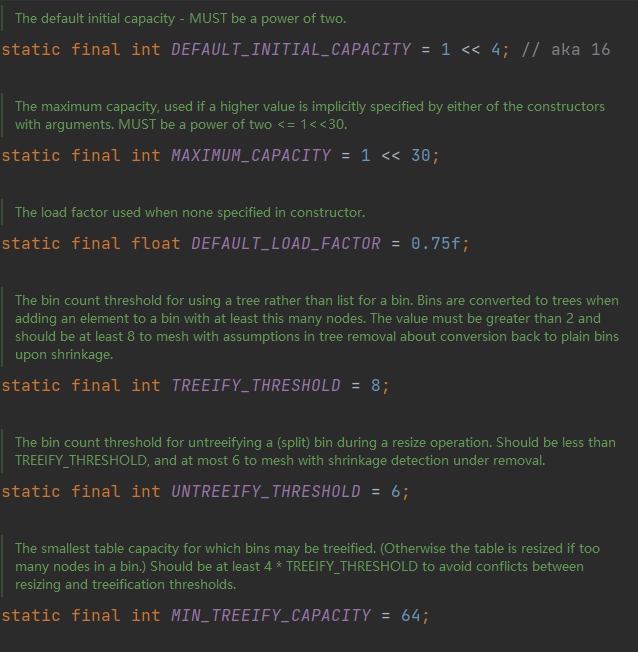 The default initial capacity - MUST be a power of two.
static final int DEFAULT_INITIAL_CAPACITY = 1 << 4; // aka 16
The maximum capacity, used if a higher value is implicitly specified by either of the constructors
with arguments. MUST be a power of two <= 1<<30.
static final int MAXIMUM_CAPACITY = 1 << 30;
The load factor used when none specified in constructor.
static final float DEFAULT_LOAD_FACTOR = 0.75f;
The bin count threshold for using a tree rather than list for a bin. Bins are converted to trees when
adding an element to a bin with at least this many nodes. The value must be greater than 2 and
should be at least 8 to mesh with assumptions in tree removal about conversion back to plain bins
upon shrinkage.
static final int TREEIFY_THRESHOLD = 8;
The bin count threshold for untreeifying a (split) bin during a resize operation. Should be less than
TREEIFY_THRESHOLD, and at most 6 to mesh with shrinkage detection under removal.
static final int UNTREEIFY_THRESHOLD = 6;
The smallest table capacity for which bins may be treeified. (Otherwise the table is resized if too
many nodes in a bin.) Should be at least 4 * TREEIFY_THRESHOLD to avoid conflicts between
resizing and treeification thresholds.
static final int MIN_TREEIFY_CAPACITY = 64;